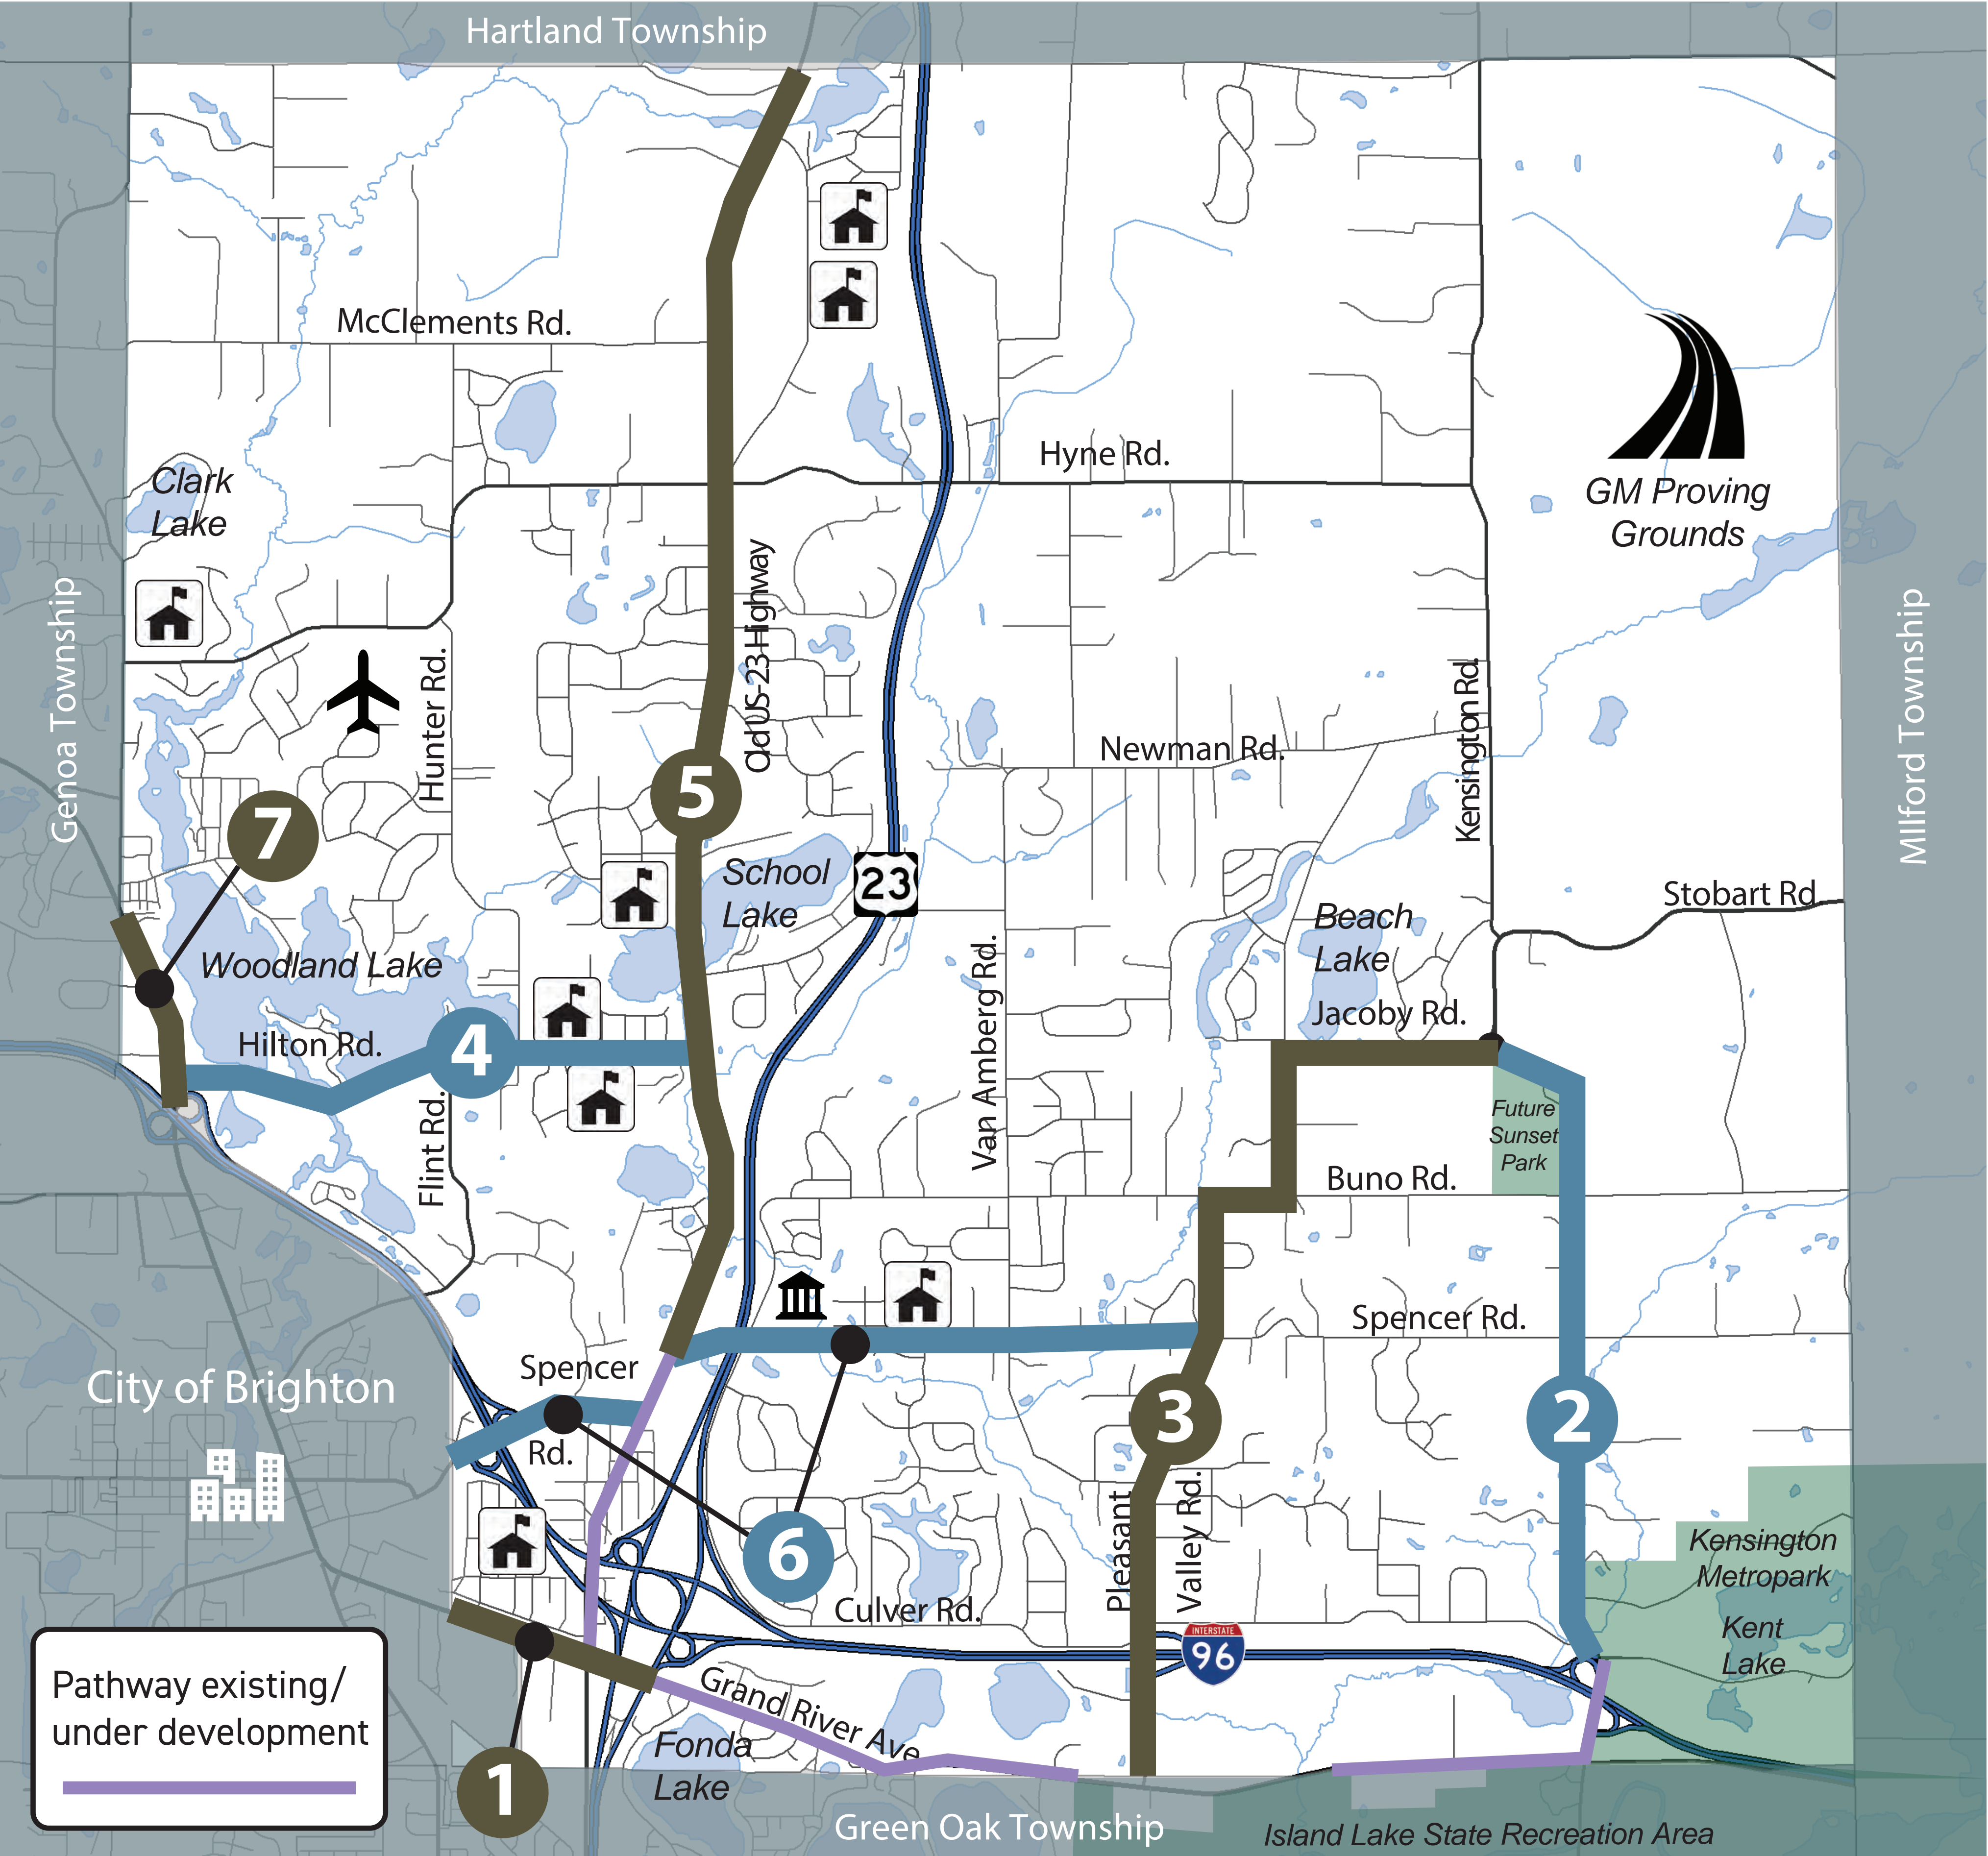 Hartland Township
McClements Rd.
Hyne Rd.
Clark
Lake
GM Proving
Grounds
Genoa Township
MIlford Township
Old US-23 Highway
Hunter Rd.
Kensington Rd.
Newman Rd.
5
7
School
Lake
23
Stobart Rd.
Beach
Lake
Woodland Lake
Van Amberg Rd.
Jacoby Rd.
Hilton Rd.
4
Flint Rd.
Future
Sunset
Park
Buno Rd.
Spencer Rd.
Spencer
Rd.
City of Brighton
3
2
Pleasant
Valley Rd.
6
Kensington
Metropark
Culver Rd.
Kent
Lake
INTERSTATE
96
Pathway existing/
under development
Grand River Ave.
1
Fonda
Lake
Green Oak Township
Island Lake State Recreation Area